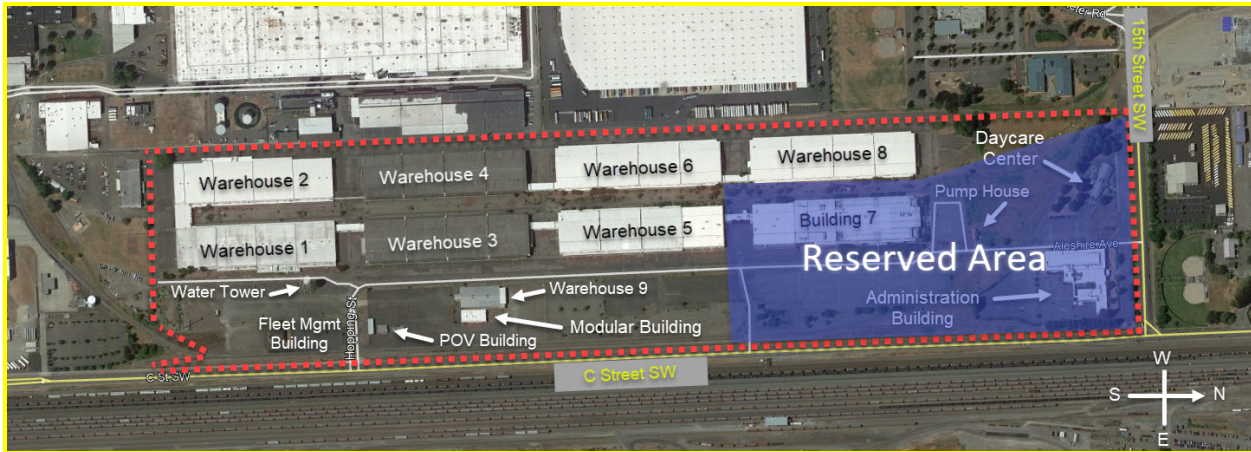 15th Street SW
Daycare
Center
Warehouse 6
Warehouse 8
Warehouse 2
Warehouse 4
Pump House
Building 7
Warehouse 1
Warehouse 3
Warehouse 5
Aleshire Ave
Reserved Area
Water Tower
Warehouse 9
Administration
Building
Fleet Mgmt
Building
Hopping St
POV Building
Modular Building
C St SW
C Street SW
W
S
N
E